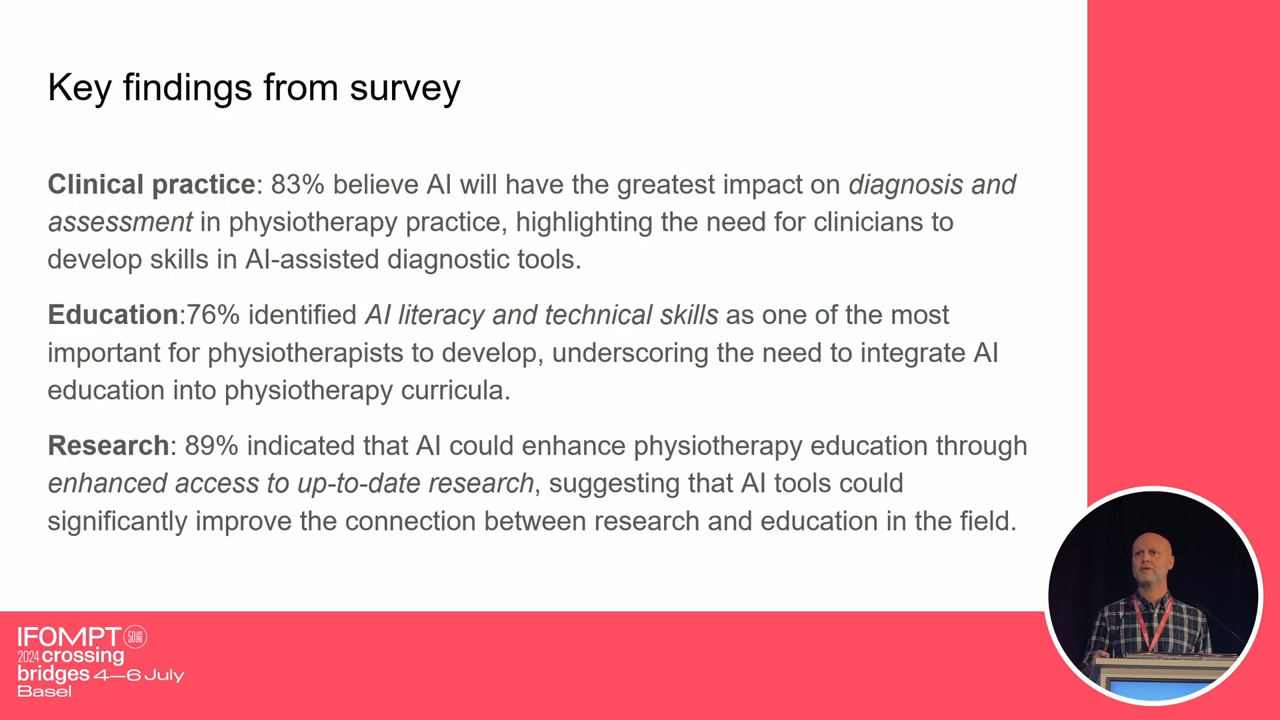 Key findings from survey
Clinical practice: 83% believe AI will have the greatest impact on diagnosis and
assessment in physiotherapy practice, highlighting the need for clinicians to
develop skills in AI-assisted diagnostic tools.
Education:76% identified AI literacy and technical skills as one of the most
important for physiotherapists to develop, underscoring the need to integrate AI
education into physiotherapy curricula.
Research: 89% indicated that AI could enhance physiotherapy education through
enhanced access to up-to-date research, suggesting that AI tools could
significantly improve the connection between research and education in the field.
IFOMPT
2024 crossing
bridges 4—6 July
Basel